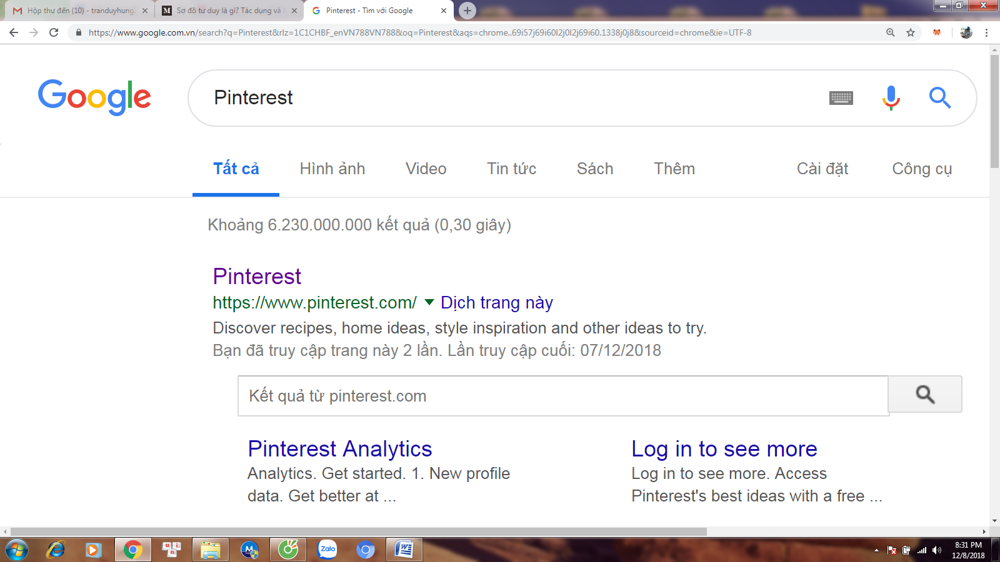 Hộp thư đến (10) - tranduyhung2
Sơ đồ tư duy là gì? Tác dụng và
Pinterest - Tìm với Google
https://www.google.com.vn/search?q=Pinterest&rlz=1C1CHBF_enVN788VN788&oq=Pinterest&aqs=chrome..69i57j69i60l2j0l2j69i60.1338j0j8&sourceid=chrome&ie=UTF-8
Google
Pinterest
Tất cả Hình ảnh Video Tin tức Sách Thêm Cài đặt Công cụ
Khoảng 6.230.000.000 kết quả (0,30 giây)
Pinterest
https://www.pinterest.com/ Dịch trang này
Discover recipes, home ideas, style inspiration and other ideas to try.
Bạn đã truy cập trang này 2 lần. Lần truy cập cuối: 07/12/2018
Kết quả từ pinterest.com
Pinterest Analytics
Analytics. Get started. 1. New profile
data. Get better at ...
Log in to see more
Log in to see more. Access
Pinterest's best ideas with a free ...
Zalo
8:31 PM
12/8/2018